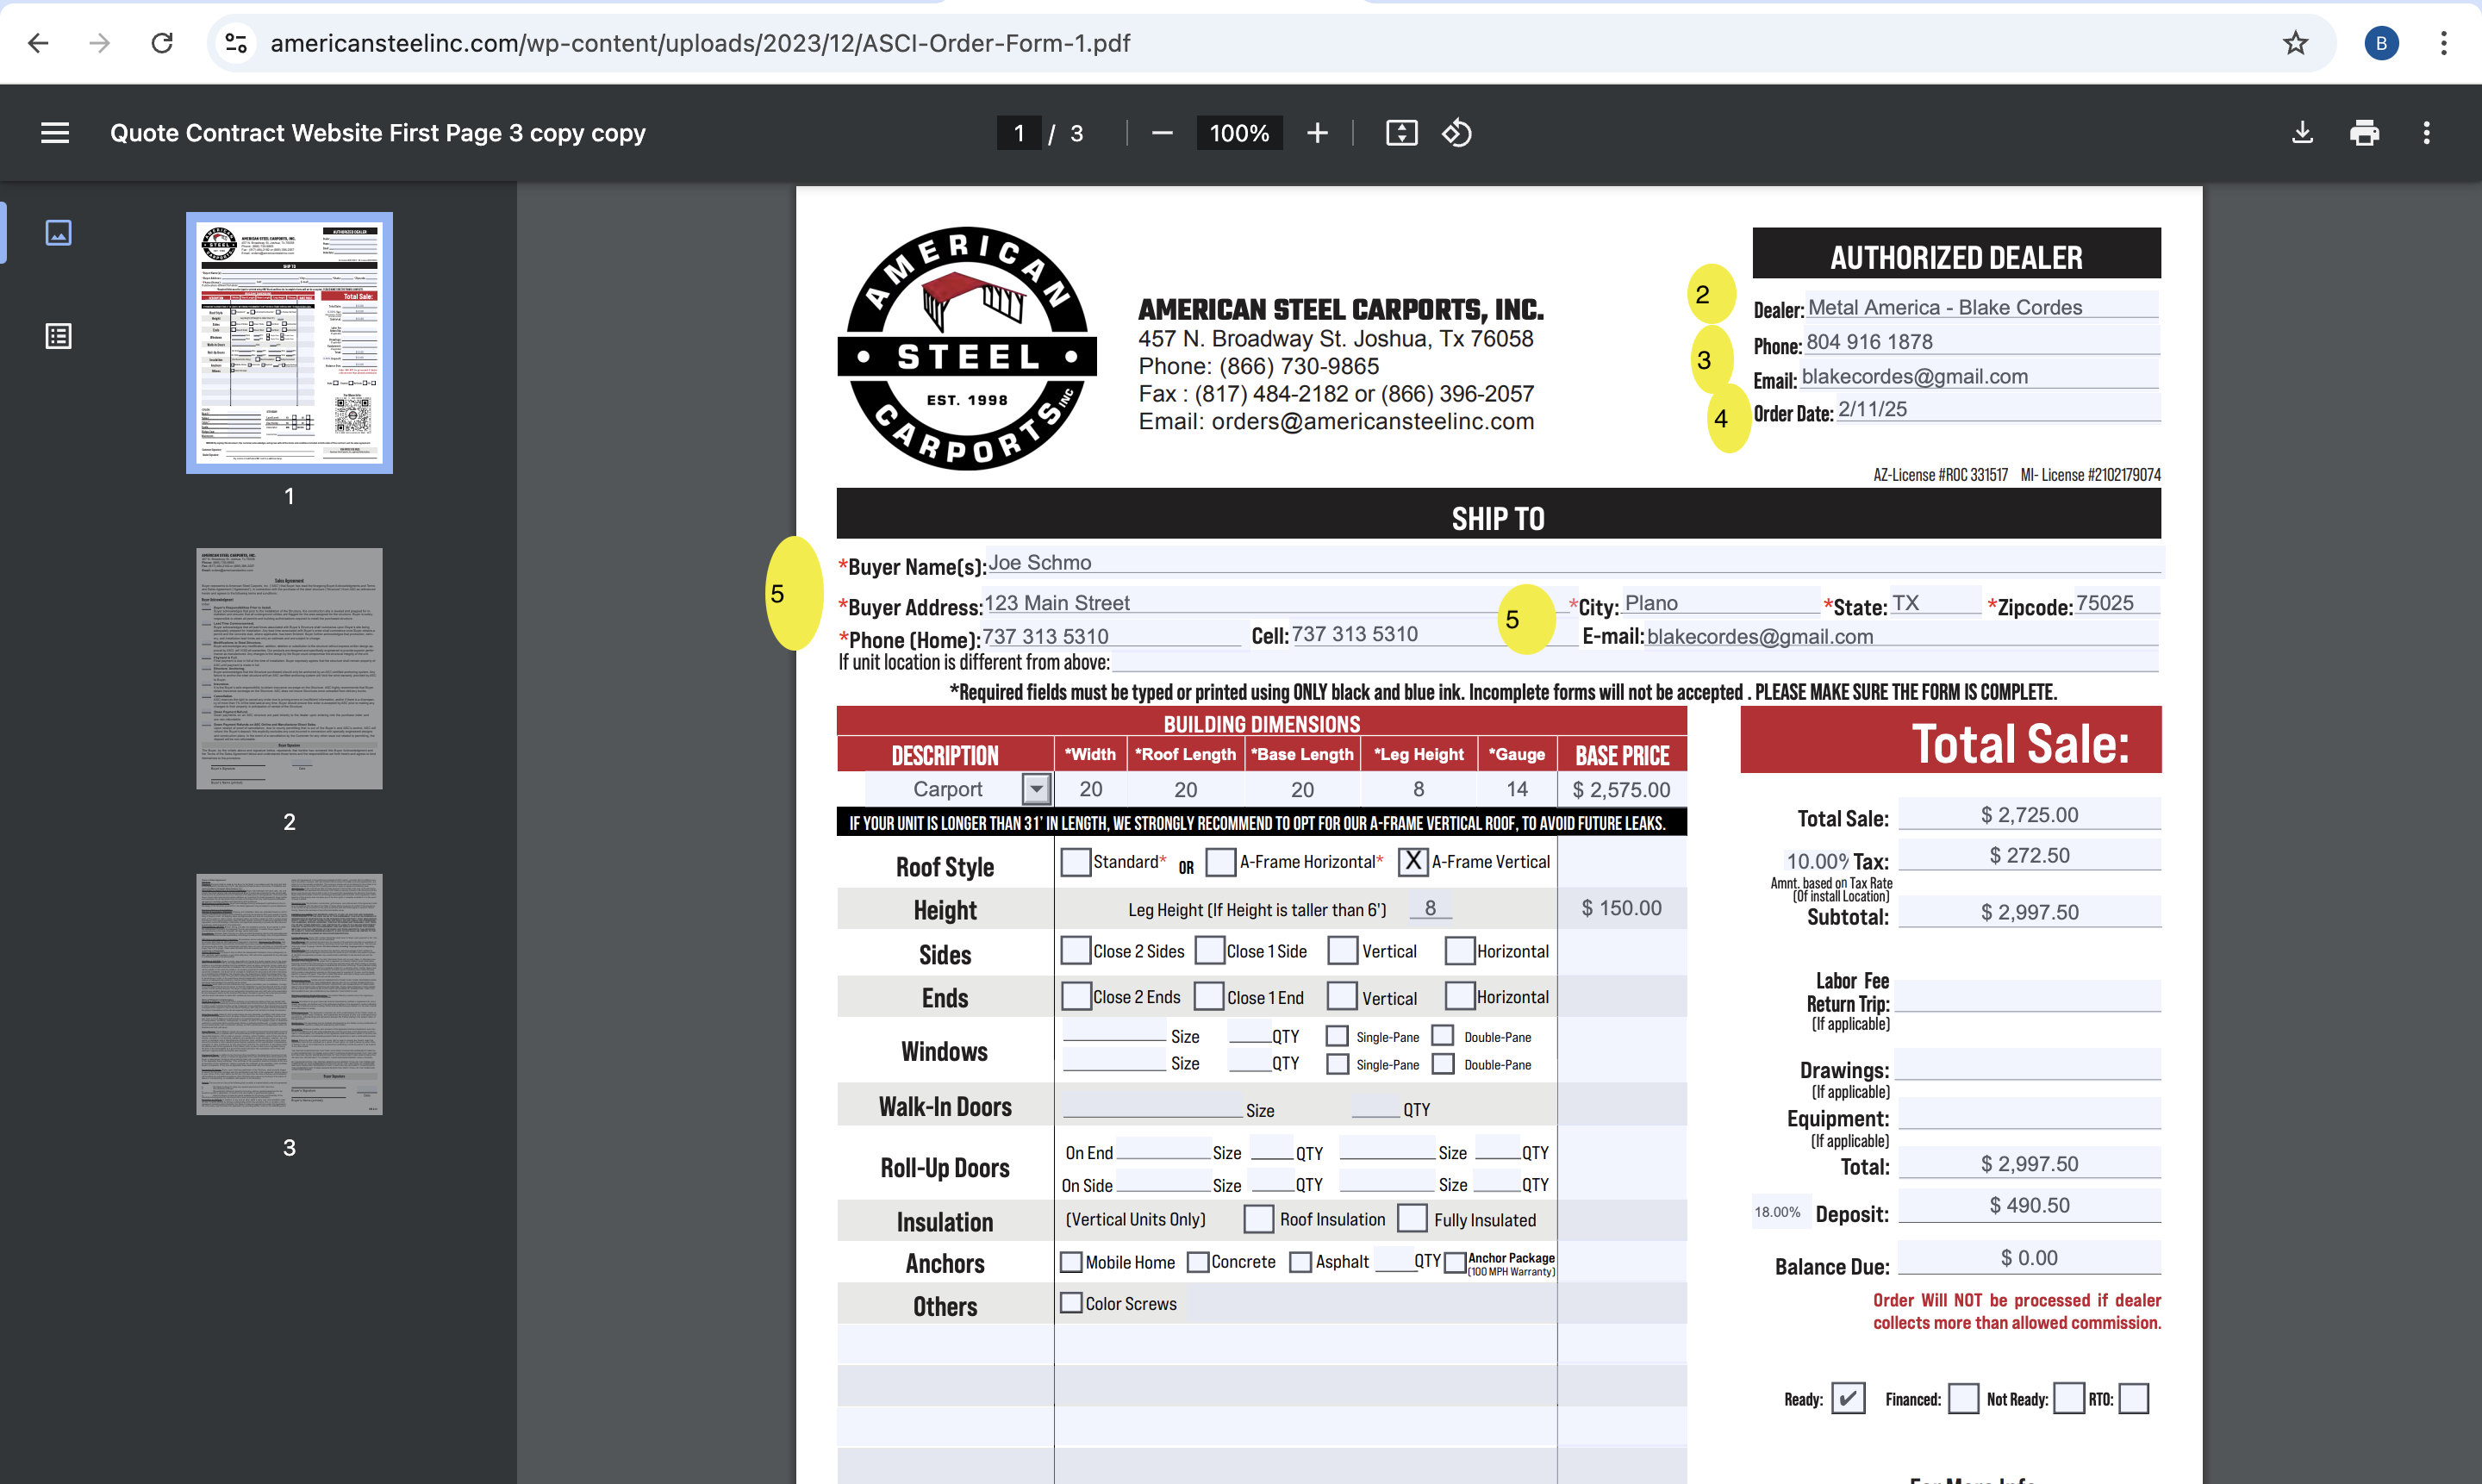 americansteelinc.com/wp-content/uploads/2023/12/ASCI-Order-Form-1.pdf
B
Quote Contract Website First Page 3 copy copy
1 / 3
100%
1
2
3
AMERICAN
STEEL
EST. 1998
CARPORTS INC
AMERICAN STEEL CARPORTS, INC.
457 N. Broadway St. Joshua, Tx 76058
Phone: (866) 730-9865
Fax : (817) 484-2182 or (866) 396-2057
Email: orders@americansteelinc.com
AUTHORIZED DEALER
2
Dealer: Metal America - Blake Cordes
3
Phone: 804 916 1878
Email: blakecordes@gmail.com
4
Order Date: 2/11/25
AZ-License #ROC 331517 MI- License #2102179074
SHIP TO
5
*Buyer Name(s): Joe Schmo
*Buyer Address: 123 Main Street *City: Plano *State: TX *Zipcode: 75025
5
*Phone (Home): 737 313 5310 Cell: 737 313 5310 E-mail: blakecordes@gmail.com
If unit location is different from above:
*Required fields must be typed or printed using ONLY black and blue ink. Incomplete forms will not be accepted . PLEASE MAKE SURE THE FORM IS COMPLETE.
BUILDING DIMENSIONS
DESCRIPTION *Width *Roof Length *Base Length *Leg Height *Gauge BASE PRICE
Carport 20 20 20 8 14 $ 2,575.00
IF YOUR UNIT IS LONGER THAN 31' IN LENGTH, WE STRONGLY RECOMMEND TO OPT FOR OUR A-FRAME VERTICAL ROOF, TO AVOID FUTURE LEAKS.
Roof Style Standard* OR A-Frame Horizontal* X A-Frame Vertical
Height Leg Height (If Height is taller than 6') 8 $ 150.00
Sides Close 2 Sides Close 1 Side Vertical Horizontal
Ends Close 2 Ends Close 1 End Vertical Horizontal
Windows
Size QTY Single-Pane Double-Pane
Size QTY Single-Pane Double-Pane
Walk-In Doors Size QTY
Roll-Up Doors
On End Size QTY Size QTY
On Side Size QTY Size QTY
Insulation (Vertical Units Only) Roof Insulation Fully Insulated
Anchors Mobile Home Concrete Asphalt QTY Anchor Package
(100 MPH Warranty)
Others Color Screws
Total Sale:
Total Sale: $ 2,725.00
10.00% Tax: $ 272.50
Amnt. based on Tax Rate
(Of install Location)
Subtotal: $ 2,997.50
Labor Fee
Return Trip:
(If applicable)
Drawings:
(If applicable)
Equipment:
(If applicable)
Total: $ 2,997.50
18.00% Deposit: $ 490.50
Balance Due: $ 0.00
Order Will NOT be processed if dealer
collects more than allowed commission.
Ready: ✔ Financed: Not Ready: RTO: